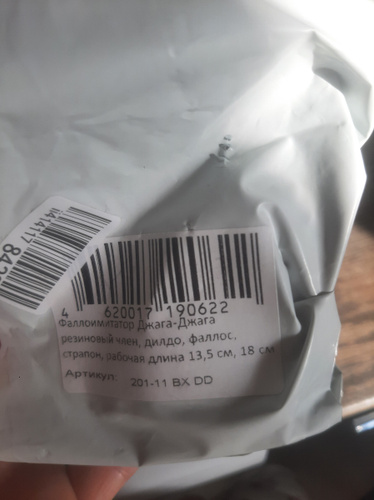 4 620017 190622
Фаллоимитатор Джага-Джага
резиновый член, дилдо, фаллос,
страпон, рабочая длина 13,5 см, 18 см
Артикул: 201-11 BX DD